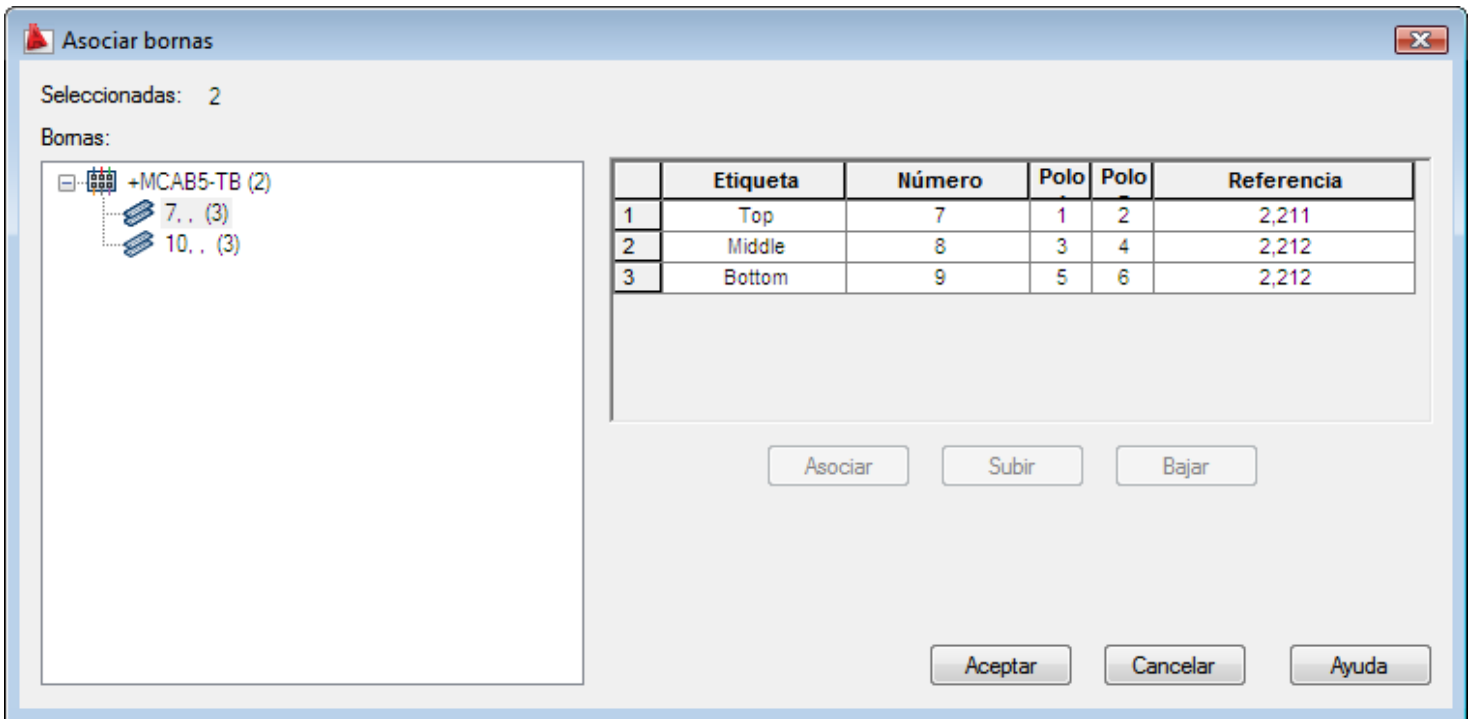 Asociar bornas
Seleccionadas: 2
Bornas:
+MCAB5-TB (2)
7, , (3)
10, , (3)
Etiqueta Número Polo Polo Referencia
1 Top 7 1 2 2,211
2 Middle 8 3 4 2,212
3 Bottom 9 5 6 2,212
Asociar Subir Bajar
Aceptar Cancelar Ayuda